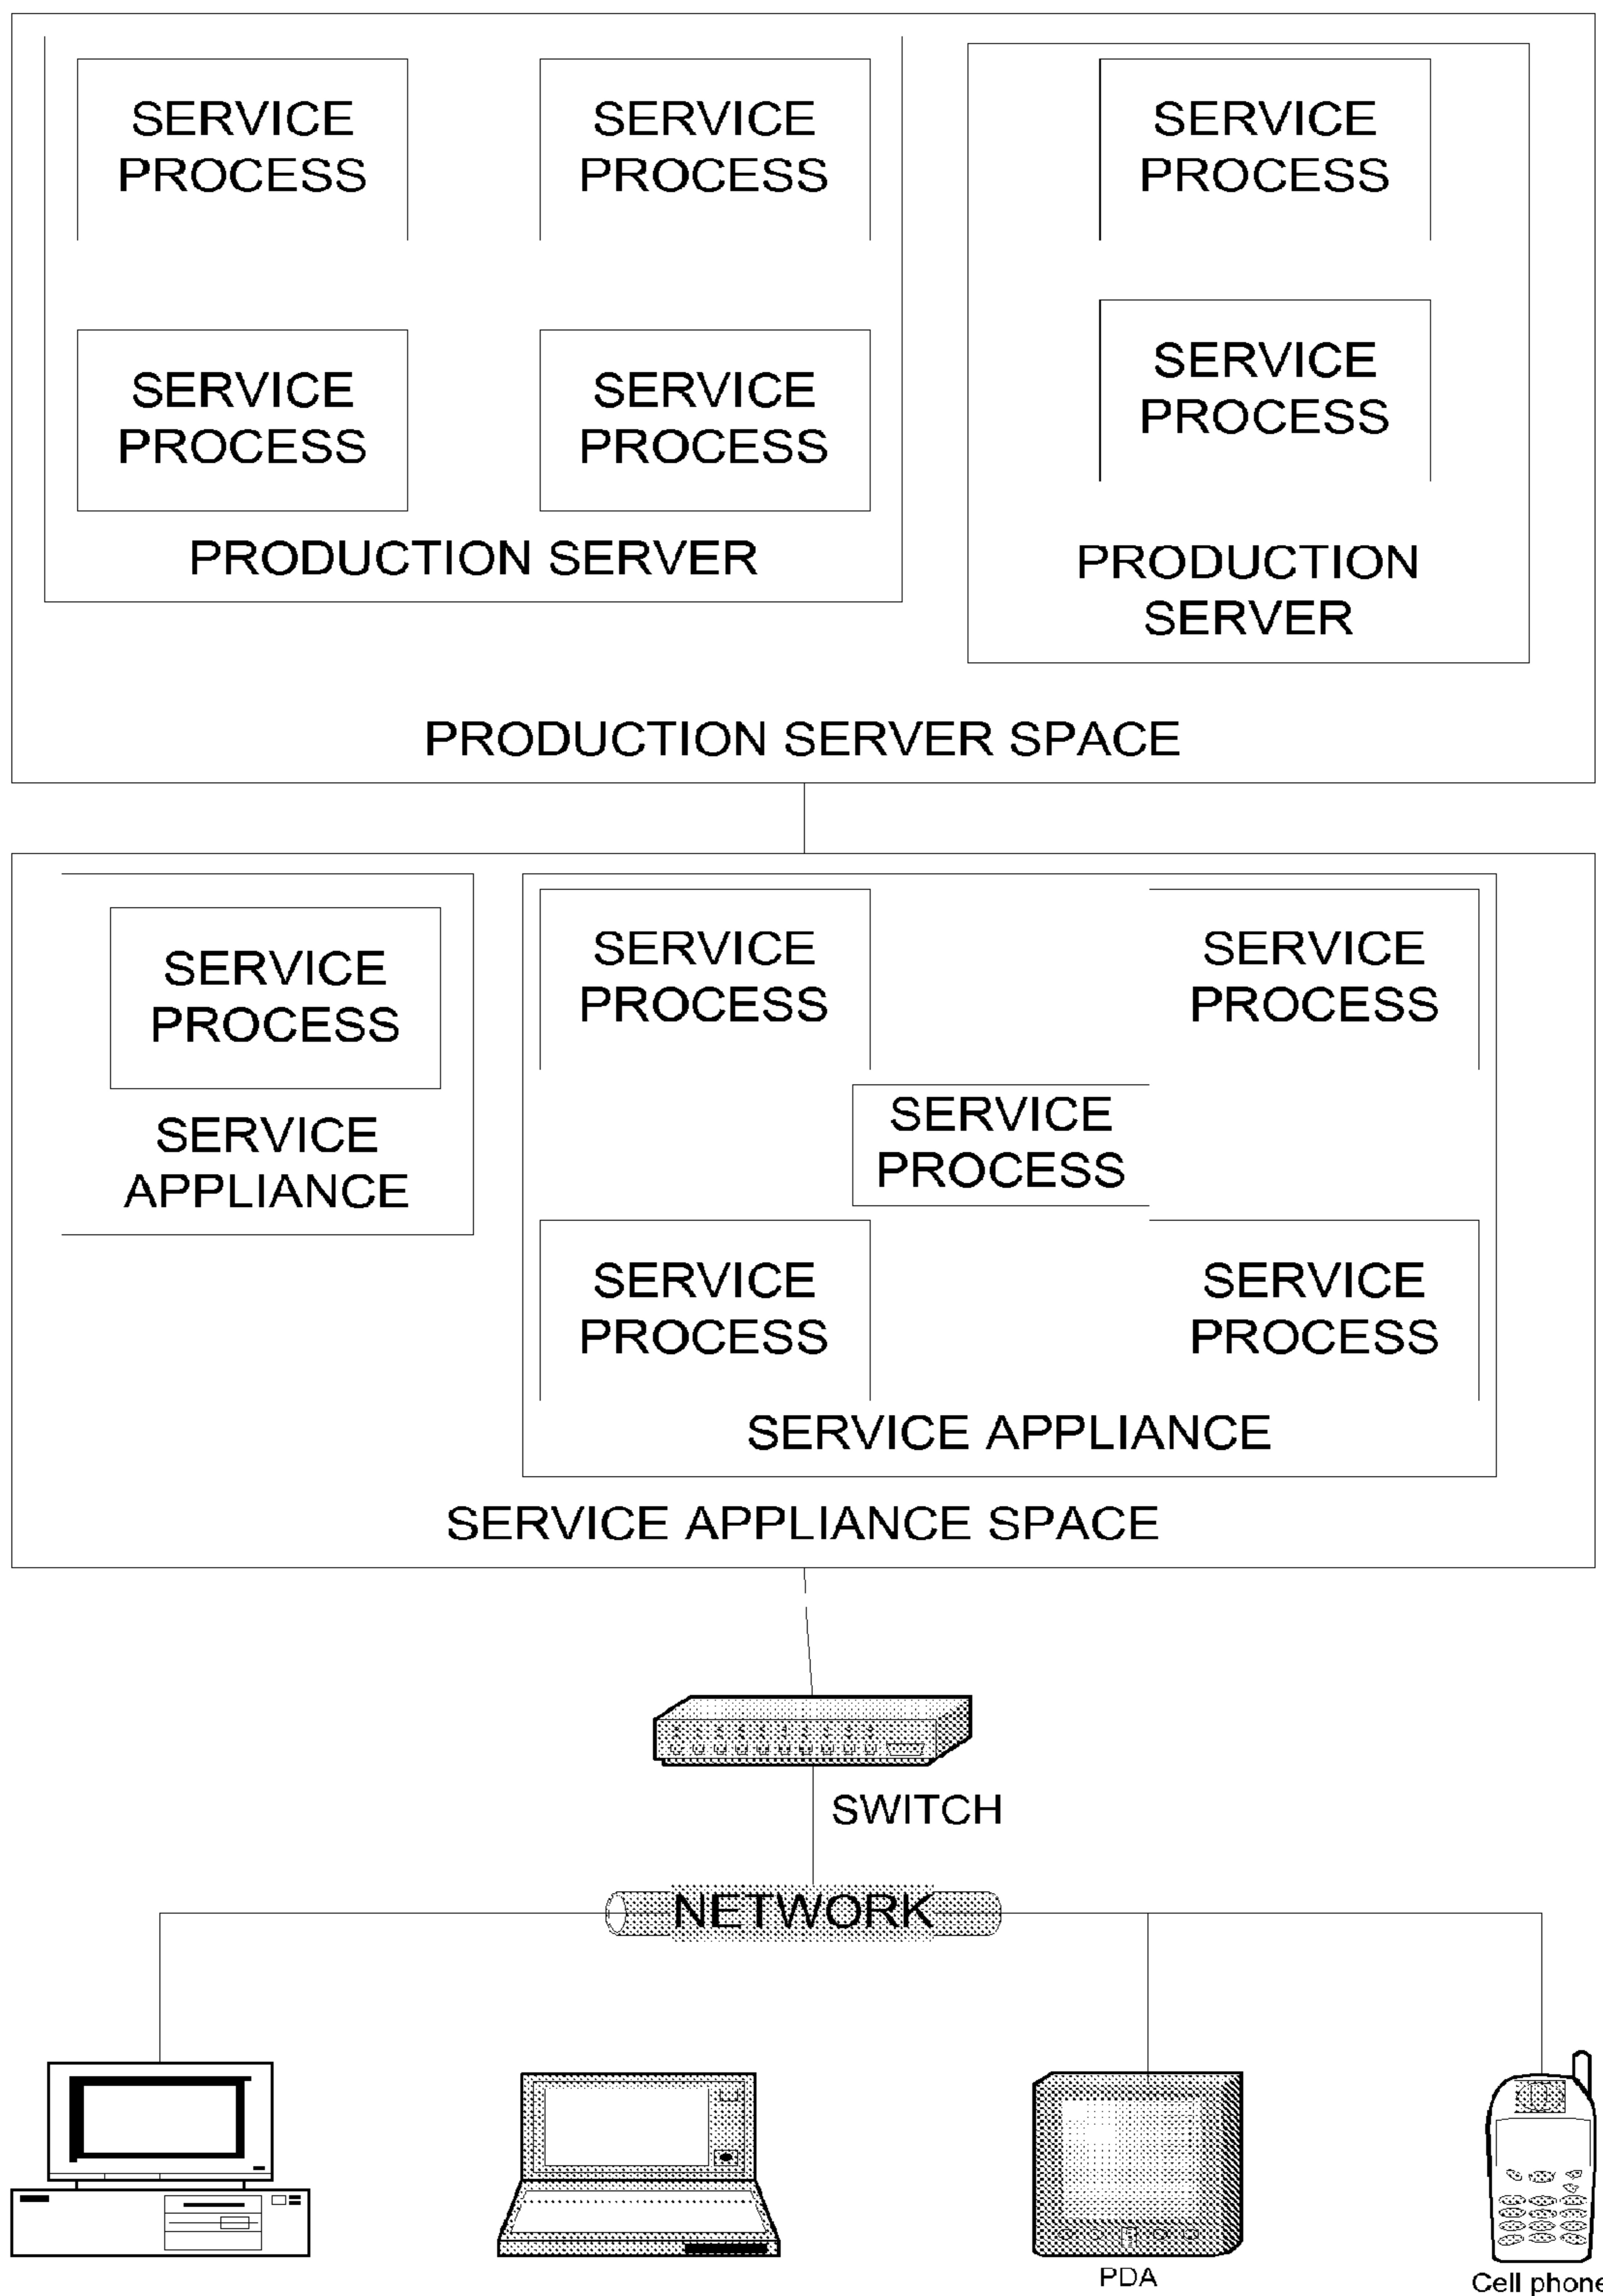 SERVICE
PROCESS
SERVICE
PROCESS
SERVICE
PROCESS
SERVICE
PROCESS
SERVICE
PROCESS
PRODUCTION SERVER
SERVICE
PROCESS
PRODUCTION
SERVER
PRODUCTION SERVER SPACE
SERVICE
PROCESS
SERVICE
APPLIANCE
SERVICE
PROCESS
SERVICE
PROCESS
SERVICE
PROCESS
SERVICE
PROCESS
SERVICE
PROCESS
SERVICE APPLIANCE
SERVICE APPLIANCE SPACE
SWITCH
NETWORK
PDA
Cell phone